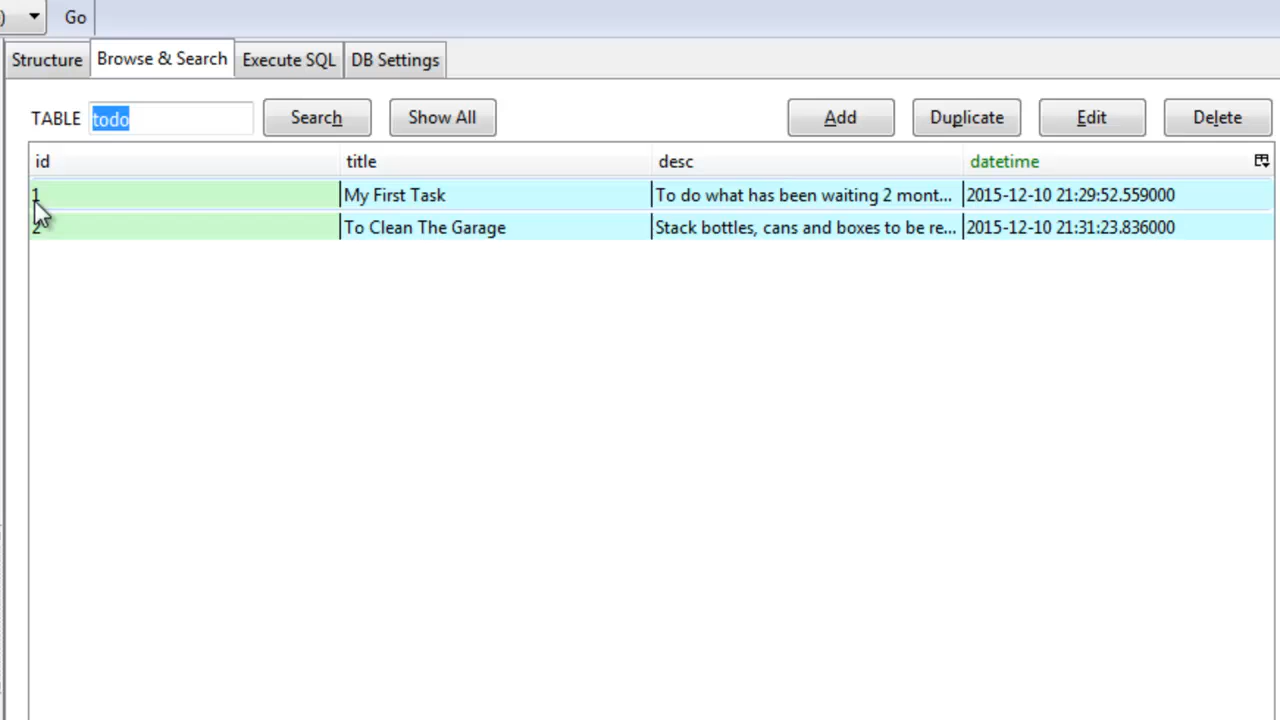 ) Go
Structure Browse & Search Execute SQL DB Settings
TABLE todo Search Show All Add Duplicate Edit Delete
id title desc datetime
1 My First Task To do what has been waiting 2 mont... 2015-12-10 21:29:52.559000
2 To Clean The Garage Stack bottles, cans and boxes to be re... 2015-12-10 21:31:23.836000